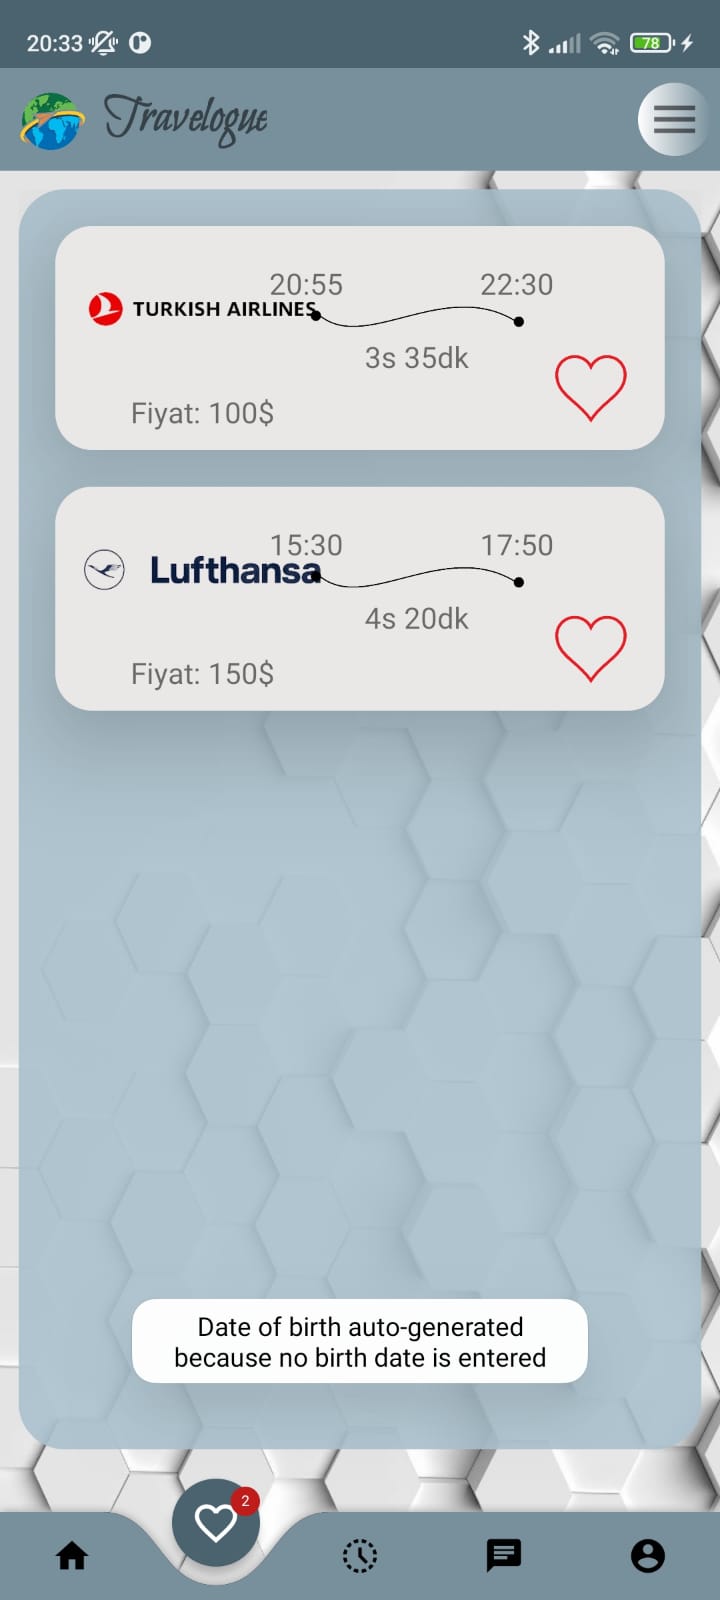 20:33
78
Travelogue
20:55 22:30
TURKISH AIRLINES
3s 35dk
Fiyat: 100$
15:30 17:50
Lufthansa
4s 20dk
Fiyat: 150$
Date of birth auto-generated
because no birth date is entered
2